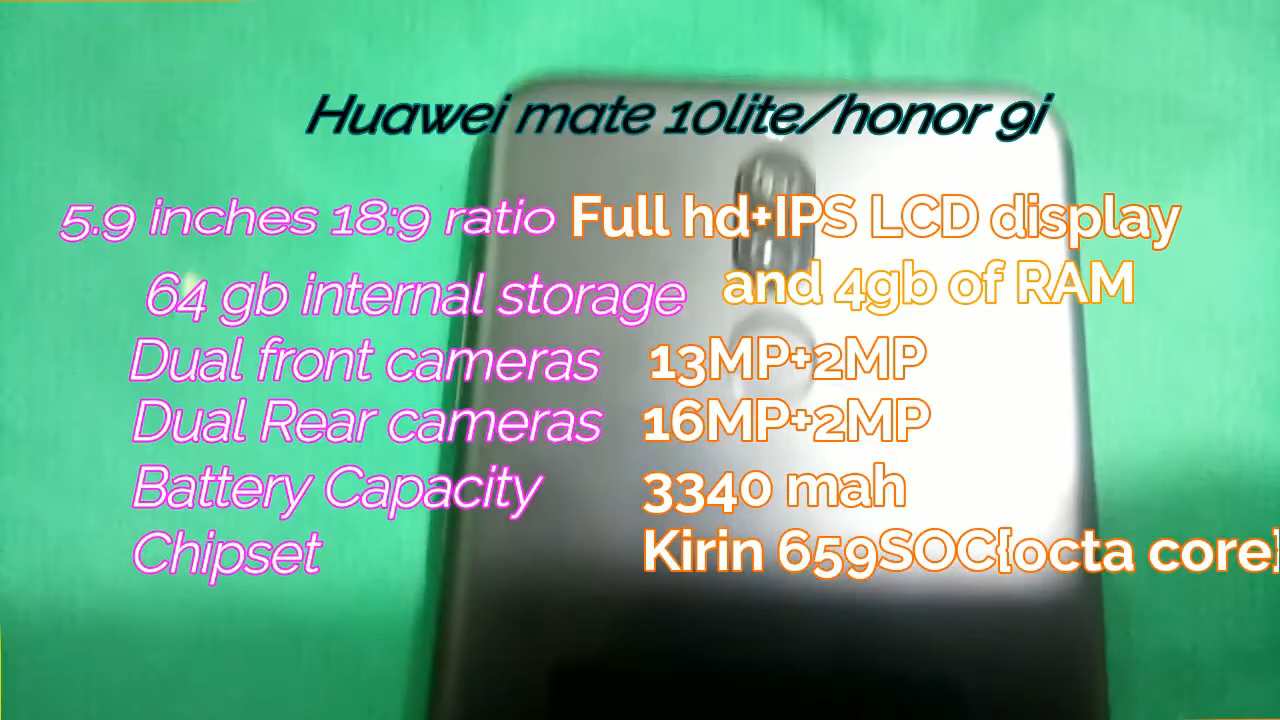 Huawei mate 10lite/honor 9i
5.9 inches 18:9 ratio Full hd+IPS LCD display
64 gb internal storage and 4gb of RAM
Dual front cameras 13MP+2MP
Dual Rear cameras 16MP+2MP
Battery Capacity 3340 mah
Chipset Kirin 659SOC{octa core}